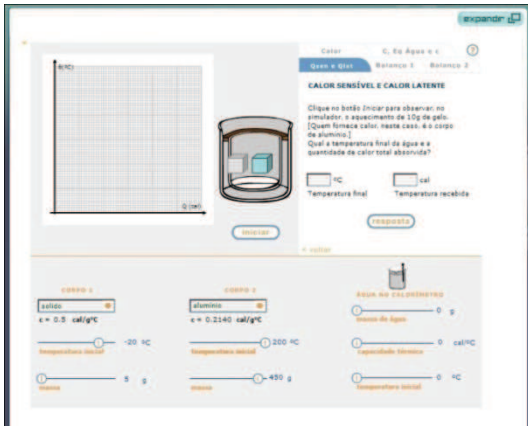 expandir
Calor C. Eq Água e c ?
Qsen e Qlat Balanço 1 Balanço 2
CALOR SENSÍVEL E CALOR LATENTE
Clique no botão Iniciar para observar, no
simulador, o aquecimento de 10g de gelo.
[Quem fornece calor, neste caso, é o corpo
de alumínio.]
Qual a temperatura final da água e a
quantidade de calor total absorvida?
ºC cal
Temperatura final Temperatura recebida
resposta
< voltar
θ(ºC)
Q (cal)
iniciar
CORPO 1
sólido
c = 0.5 cal/gºC
-20 ºC
temperatura inicial
5 g
massa
CORPO 2
alumínio
c = 0.2140 cal/gºC
200 ºC
temperatura inicial
450 g
massa
ÁGUA NO CALORÍMETRO
0 g
massa de água
0 cal/ºC
capacidade térmica
0 ºC
temperatura inicial